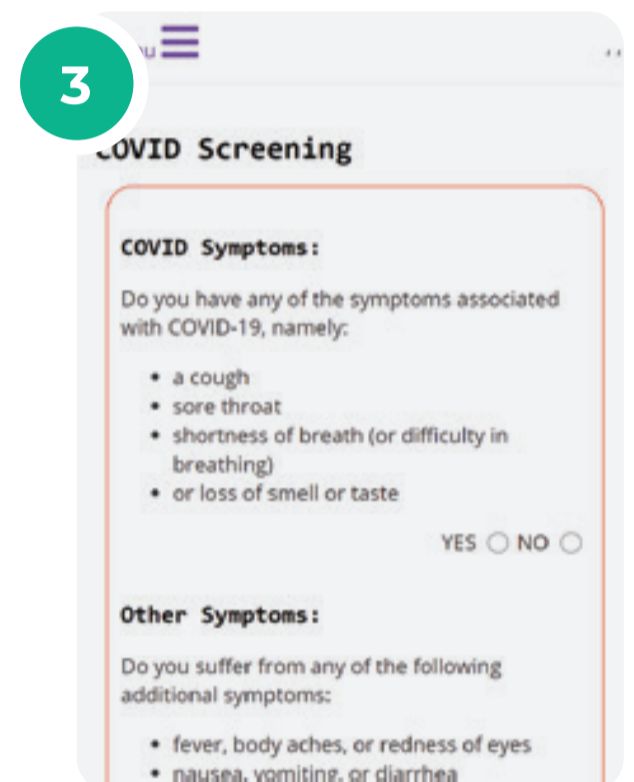 3
COVID Screening
COVID Symptoms:
Do you have any of the symptoms associated
with COVID-19, namely:
• a cough
• sore throat
• shortness of breath (or difficulty in
breathing)
• or loss of smell or taste
YES NO
Other Symptoms:
Do you suffer from any of the following
additional symptoms:
• fever, body aches, or redness of eyes
• nausea, vomiting, or diarrhea